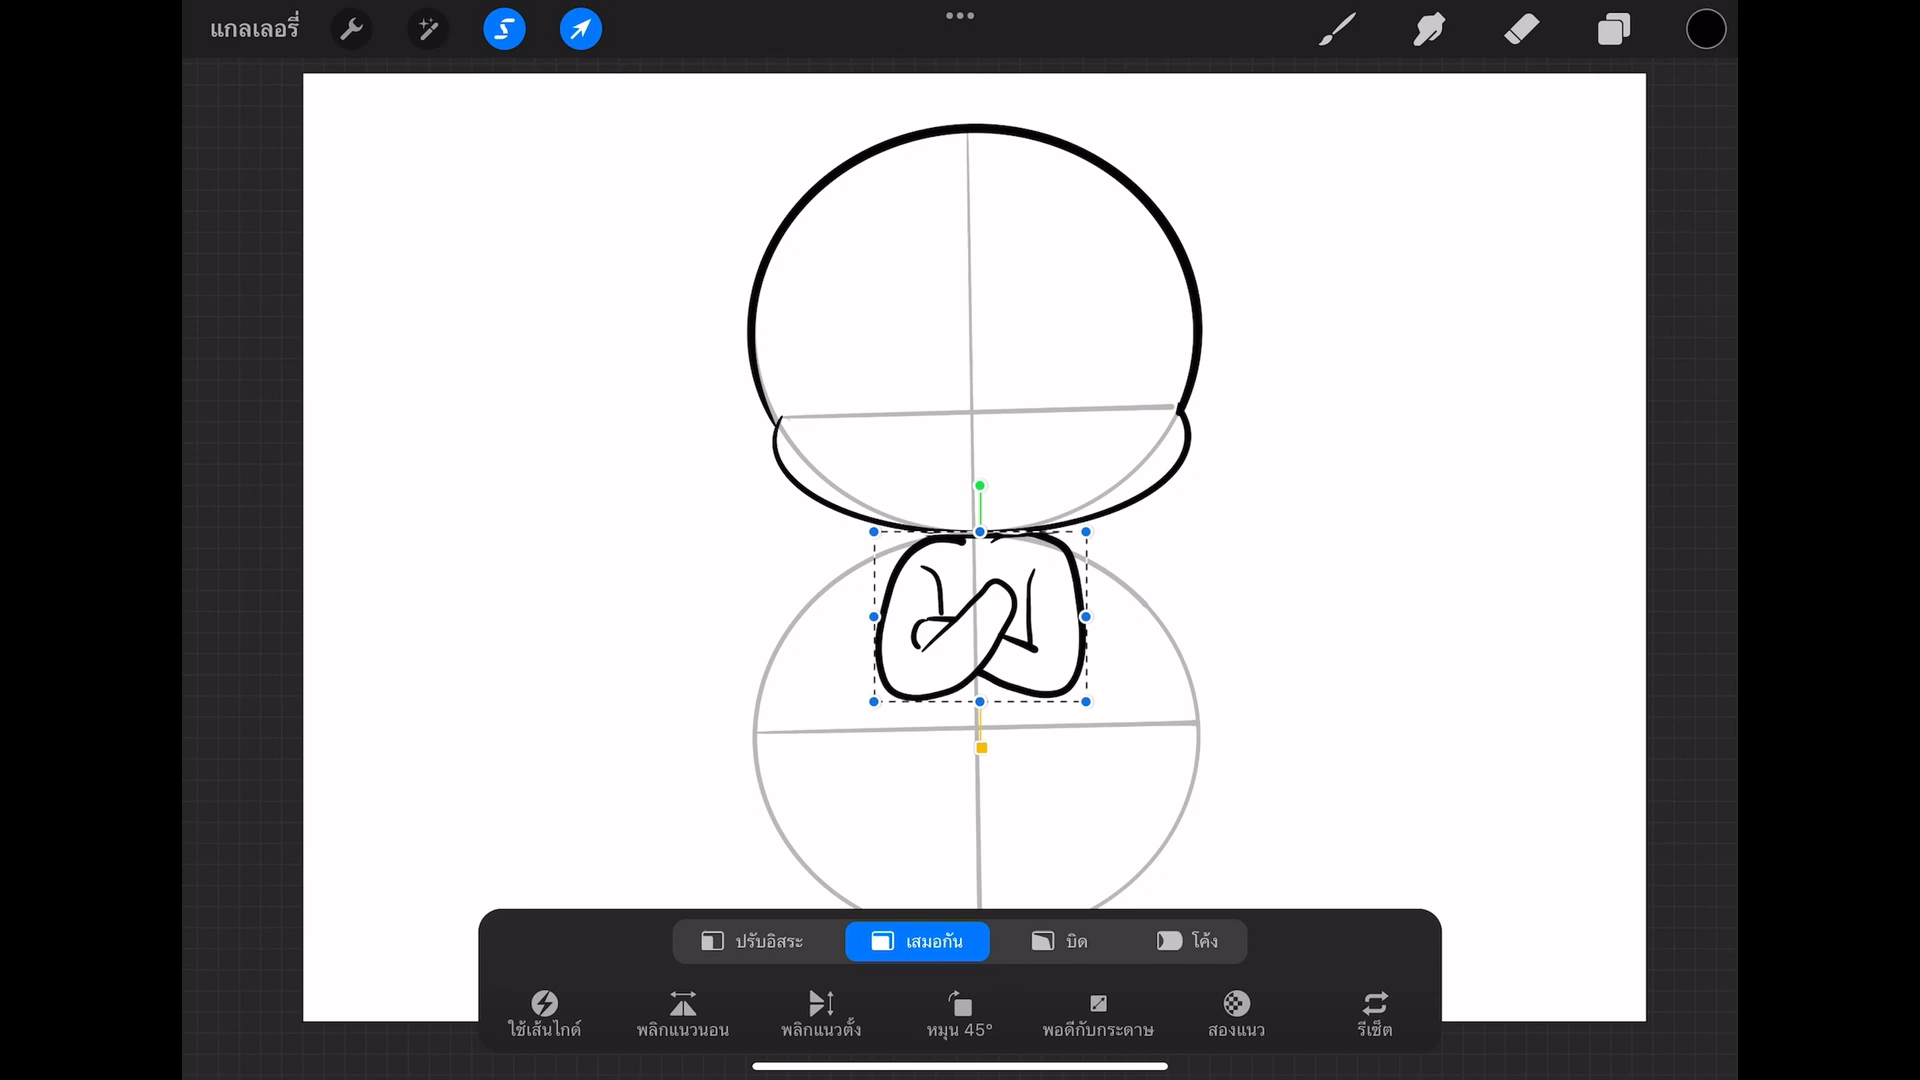 แกลเลอรี่
ปรับอิสระ เสมอกัน บิด โค้ง
ใช้เส้นไกด์ พลิกแนวนอน พลิกแนวตั้ง หมุน 45° พอดีกับกระดาษ สองแนว รีเซ็ต